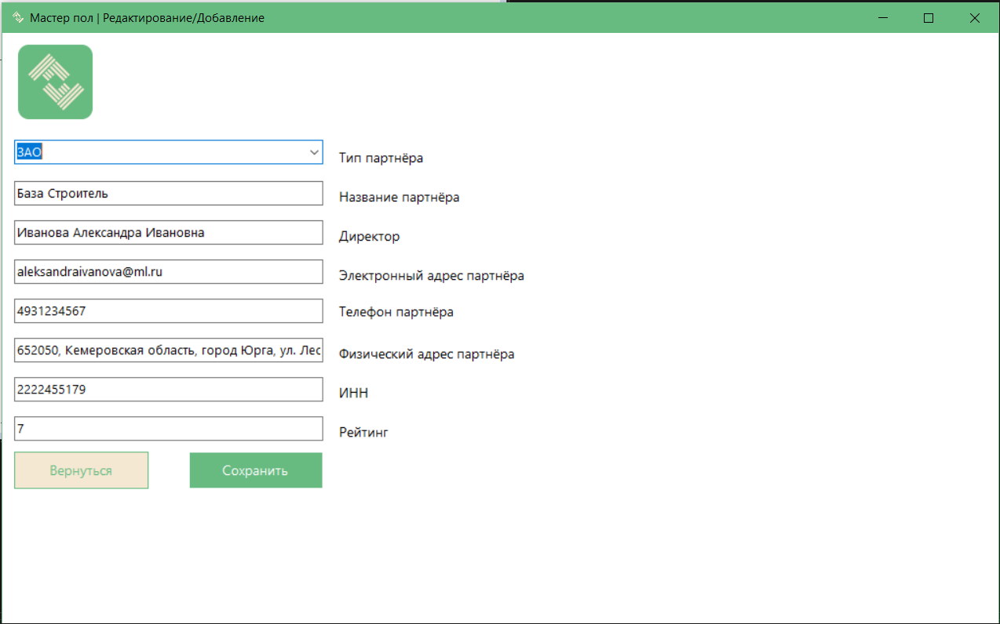 Мастер пол | Редактирование/Добавление
ЗАО
Тип партнёра
База Строитель
Название партнёра
Иванова Александра Ивановна
Директор
aleksandraivanova@ml.ru
Электронный адрес партнёра
4931234567
Телефон партнёра
652050, Кемеровская область, город Юрга, ул. Лес
Физический адрес партнёра
2222455179
ИНН
7
Рейтинг
Вернуться
Сохранить